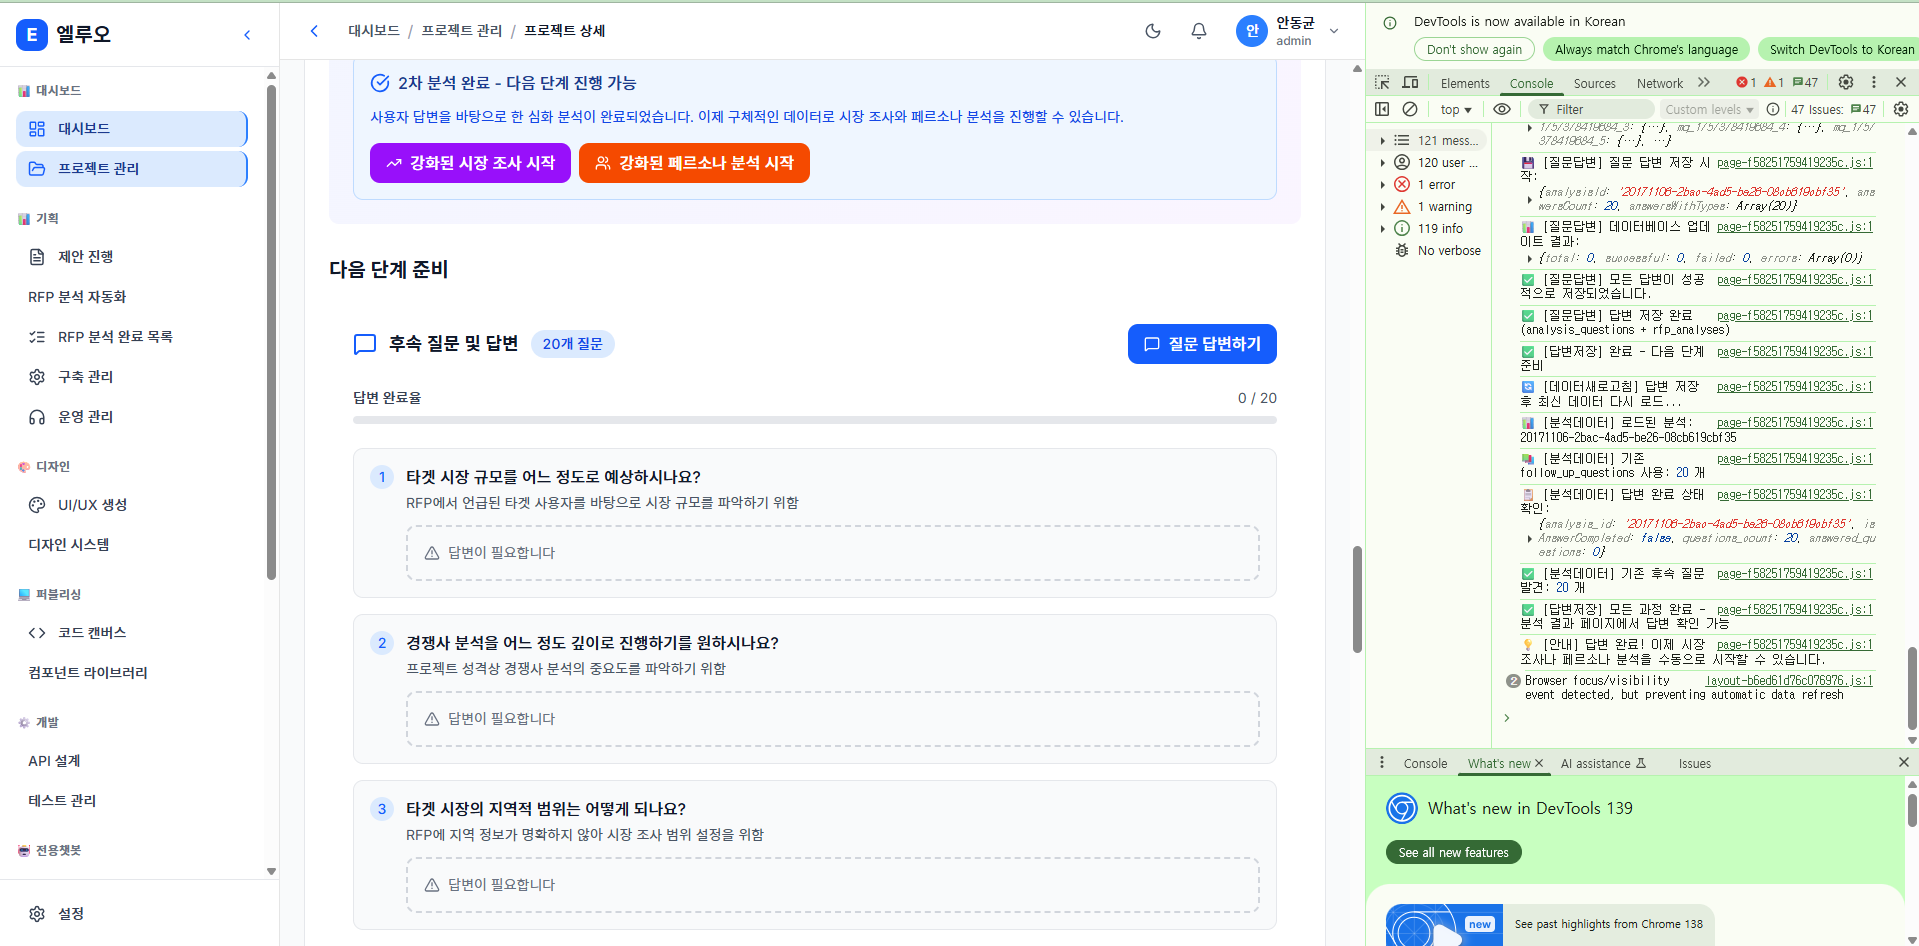 E 엘루오
대시보드
대시보드
프로젝트 관리
기획
제안 진행
RFP 분석 자동화
RFP 분석 완료 목록
구축 관리
운영 관리
디자인
UI/UX 생성
디자인 시스템
퍼블리싱
코드 캔버스
컴포넌트 라이브러리
개발
API 설계
테스트 관리
전용챗봇
설정
대시보드 / 프로젝트 관리 / 프로젝트 상세
안
안동균
admin
2차 분석 완료 - 다음 단계 진행 가능
사용자 답변을 바탕으로 한 심화 분석이 완료되었습니다. 이제 구체적인 데이터로 시장 조사와 페르소나 분석을 진행할 수 있습니다.
강화된 시장 조사 시작
강화된 페르소나 분석 시작
다음 단계 준비
후속 질문 및 답변 20개 질문
질문 답변하기
답변 완료율 0 / 20
1 타겟 시장 규모를 어느 정도로 예상하시나요?
RFP에서 언급된 타겟 사용자를 바탕으로 시장 규모를 파악하기 위함
답변이 필요합니다
2 경쟁사 분석을 어느 정도 깊이로 진행하기를 원하시나요?
프로젝트 성격상 경쟁사 분석의 중요도를 파악하기 위함
답변이 필요합니다
3 타겟 시장의 지역적 범위는 어떻게 되나요?
RFP에 지역 정보가 명확하지 않아 시장 조사 범위 설정을 위함
답변이 필요합니다
DevTools is now available in Korean
Don't show again
Always match Chrome's language
Switch DevTools to Korean
Elements Console Sources Network 1 1 47
top Filter Custom levels 47 Issues: 47
121 mess...
120 user ...
1 error
1 warning
119 info
No verbose
1757378419684_3: {…}, mq_1757378419684_4: {…}, mq_1757
378419684_5: {…}, …}
[질문답변] 질문 답변 저장 시 page-f58251759419235c.js:1
작:
{analysisId: '20171106-2bac-4ad5-be26-08cb619cbf35', ans
wersCount: 20, answersWithTypes: Array(20)}
[질문답변] 데이터베이스 업데 page-f58251759419235c.js:1
이트 결과:
{total: 0, successful: 0, failed: 0, errors: Array(0)}
[질문답변] 모든 답변이 성공 page-f58251759419235c.js:1
적으로 저장되었습니다.
[질문답변] 답변 저장 완료 page-f58251759419235c.js:1
(analysis_questions + rfp_analyses)
[답변저장] 완료 - 다음 단계 page-f58251759419235c.js:1
준비
[데이터새로고침] 답변 저장 page-f58251759419235c.js:1
후 최신 데이터 다시 로드...
[분석데이터] 로드된 분석: page-f58251759419235c.js:1
20171106-2bac-4ad5-be26-08cb619cbf35
[분석데이터] 기존 page-f58251759419235c.js:1
follow_up_questions 사용: 20 개
[분석데이터] 답변 완료 상태 page-f58251759419235c.js:1
확인:
{analysis_id: '20171106-2bac-4ad5-be26-08cb619cbf35', is
AnswerCompleted: false, questions_count: 20, answered_qu
estions: 0}
[분석데이터] 기존 후속 질문 page-f58251759419235c.js:1
발견: 20 개
[답변저장] 모든 과정 완료 - page-f58251759419235c.js:1
분석 결과 페이지에서 답변 확인 가능
[안내] 답변 완료! 이제 시장 page-f58251759419235c.js:1
조사나 페르소나 분석을 수동으로 시작할 수 있습니다.
2 Browser focus/visibility layout-b6ed61d76c076976.js:1
event detected, but preventing automatic data refresh
Console What's new AI assistance Issues
What's new in DevTools 139
See all new features
new
See past highlights from Chrome 138